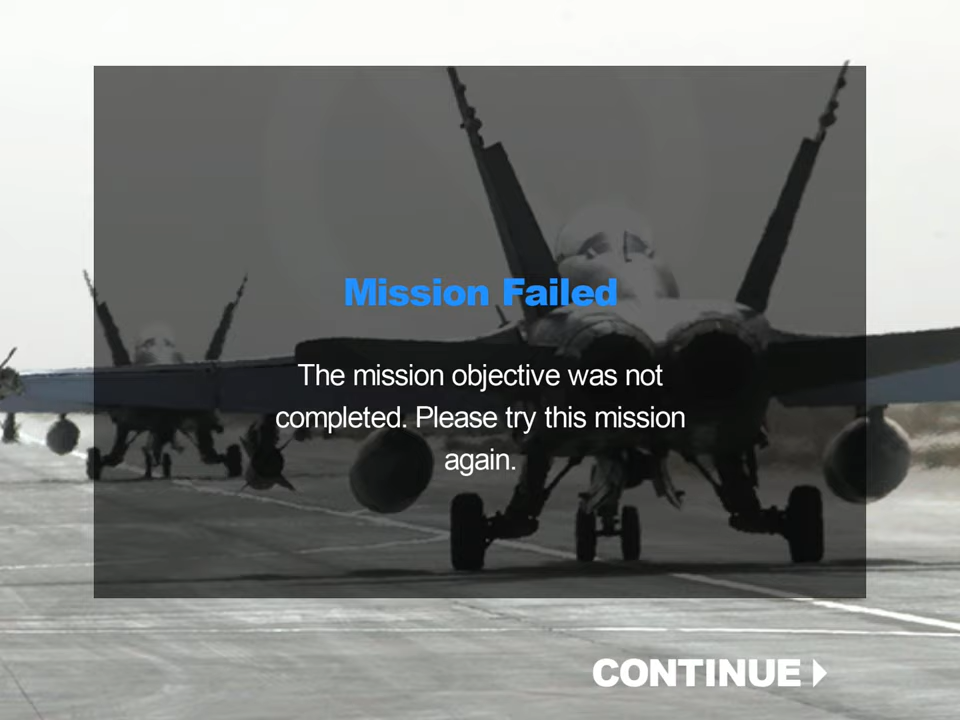 Mission Failed
The mission objective was not
completed. Please try this mission
again.
CONTINUE